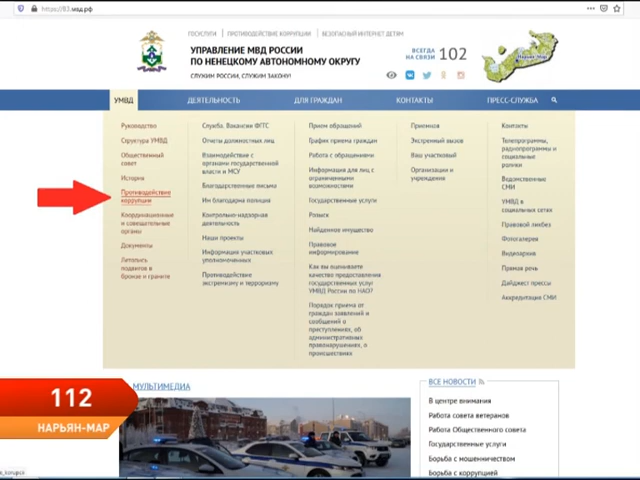 https://83.мвд.рф
ГОСУСЛУГИ
ПРОТИВОДЕЙСТВИЕ КОРРУПЦИИ
БЕЗОПАСНЫЙ ИНТЕРНЕТ ДЕТЯМ
УПРАВЛЕНИЕ МВД РОССИИ
ПО НЕНЕЦКОМУ АВТОНОМНОМУ ОКРУГУ
СЛУЖИМ РОССИИ, СЛУЖИМ ЗАКОНУ!
ВСЕГДА
НА СВЯЗИ 102
Нарьян-Мар
УМВД
ДЕЯТЕЛЬНОСТЬ
ДЛЯ ГРАЖДАН
КОНТАКТЫ
ПРЕСС-СЛУЖБА
Руководство
Структура УМВД
Общественный
совет
История
Противодействие
коррупции
Координационные
и совещательные
органы
Документы
Летопись
подвигов в
бронзе и граните
Служба. Вакансии ФГГС
Отчеты должностных лиц
Взаимодействие с
органами государственной
власти и МСУ
Благодарственные письма
Им благодарна полиция
Контрольно-надзорная
деятельность
Наши проекты
Информация участковых
уполномоченных
Противодействие
экстремизму и терроризму
Прием обращений
График приема граждан
Работа с обращениями
Информация для лиц с
ограниченными
возможностями
Государственные услуги
Розыск
Найденное имущество
Правовое
информирование
Как вы оцениваете
качество предоставления
государственных услуг
УМВД России по НАО?
Порядок приема от
граждан заявлений и
сообщений о
преступлениях, об
административных
правонарушениях, о
происшествиях
Приемная
Экстренный вызов
Ваш участковый
Организации и
учреждения
Контакты
Телепрограммы,
радиопрограммы и
социальные
ролики
Ведомственные
СМИ
УМВД в
социальных сетях
Правовой ликбез
Фотогалерея
Видеоархив
Прямая речь
Дайджест прессы
Аккредитация СМИ
112
НАРЬЯН-МАР
МУЛЬТИМЕДИА
ВСЕ НОВОСТИ
В центре внимания
Работа совета ветеранов
Работа Общественного совета
Государственные услуги
Борьба с мошенничеством
Борьба с коррупцией